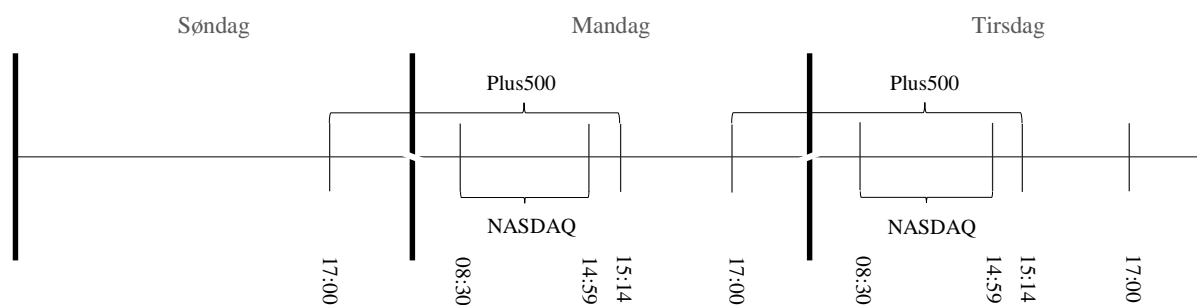 Søndag Mandag Tirsdag
Plus500 Plus500
NASDAQ NASDAQ
17:00 08:30 14:59 15:14 17:00 08:30 14:59 15:14 17:00